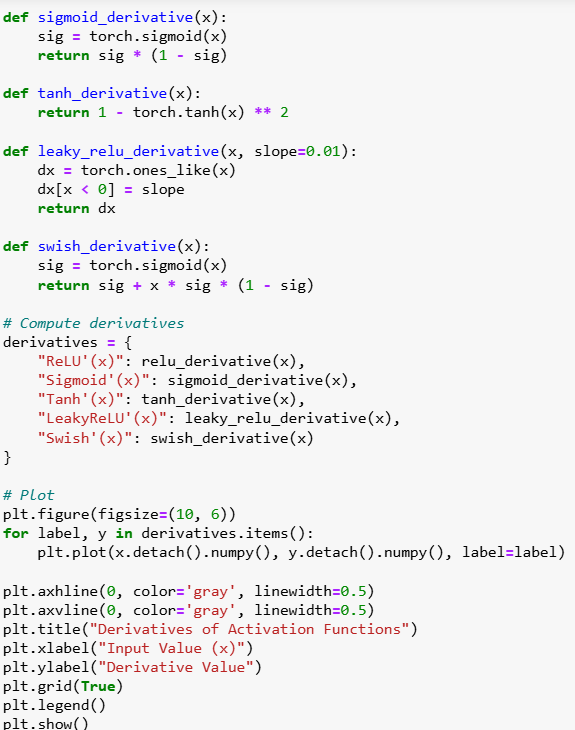 def sigmoid_derivative(x):
    sig = torch.sigmoid(x)
    return sig * (1 - sig)

def tanh_derivative(x):
    return 1 - torch.tanh(x) ** 2

def leaky_relu_derivative(x, slope=0.01):
    dx = torch.ones_like(x)
    dx[x < 0] = slope
    return dx

def swish_derivative(x):
    sig = torch.sigmoid(x)
    return sig + x * sig * (1 - sig)

# Compute derivatives
derivatives = {
    "ReLU'(x)": relu_derivative(x),
    "Sigmoid'(x)": sigmoid_derivative(x),
    "Tanh'(x)": tanh_derivative(x),
    "LeakyReLU'(x)": leaky_relu_derivative(x),
    "Swish'(x)": swish_derivative(x)
}

# Plot
plt.figure(figsize=(10, 6))
for label, y in derivatives.items():
    plt.plot(x.detach().numpy(), y.detach().numpy(), label=label)

plt.axhline(0, color='gray', linewidth=0.5)
plt.axvline(0, color='gray', linewidth=0.5)
plt.title("Derivatives of Activation Functions")
plt.xlabel("Input Value (x)")
plt.ylabel("Derivative Value")
plt.grid(True)
plt.legend()
plt.show()